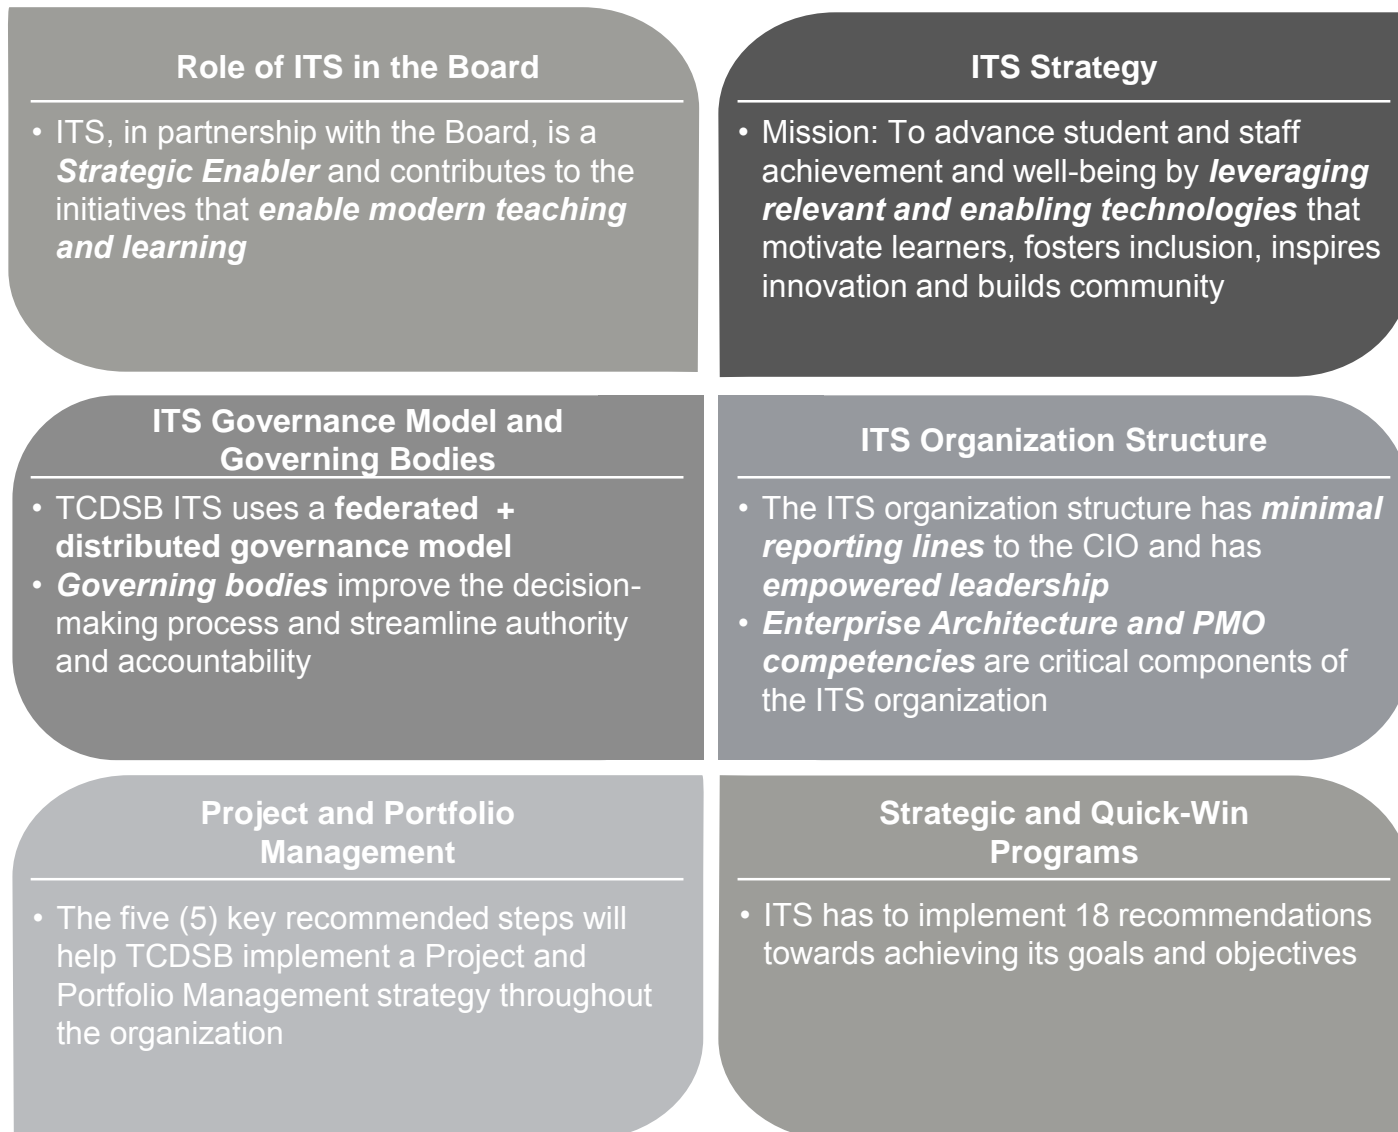 Role of ITS in the Board
• ITS, in partnership with the Board, is a
Strategic Enabler and contributes to the
initiatives that enable modern teaching
and learning
ITS Strategy
• Mission: To advance student and staff
achievement and well-being by leveraging
relevant and enabling technologies that
motivate learners, fosters inclusion, inspires
innovation and builds community
ITS Governance Model and
Governing Bodies
• TCDSB ITS uses a federated  +
distributed governance model
• Governing bodies improve the decision-
making process and streamline authority
and accountability
ITS Organization Structure
• The ITS organization structure has minimal
reporting lines to the CIO and has
empowered leadership
• Enterprise Architecture and PMO
competencies are critical components of
the ITS organization
Project and Portfolio
Management
• The five (5) key recommended steps will
help TCDSB implement a Project and
Portfolio Management strategy throughout
the organization
Strategic and Quick-Win
Programs
• ITS has to implement 18 recommendations
towards achieving its goals and objectives